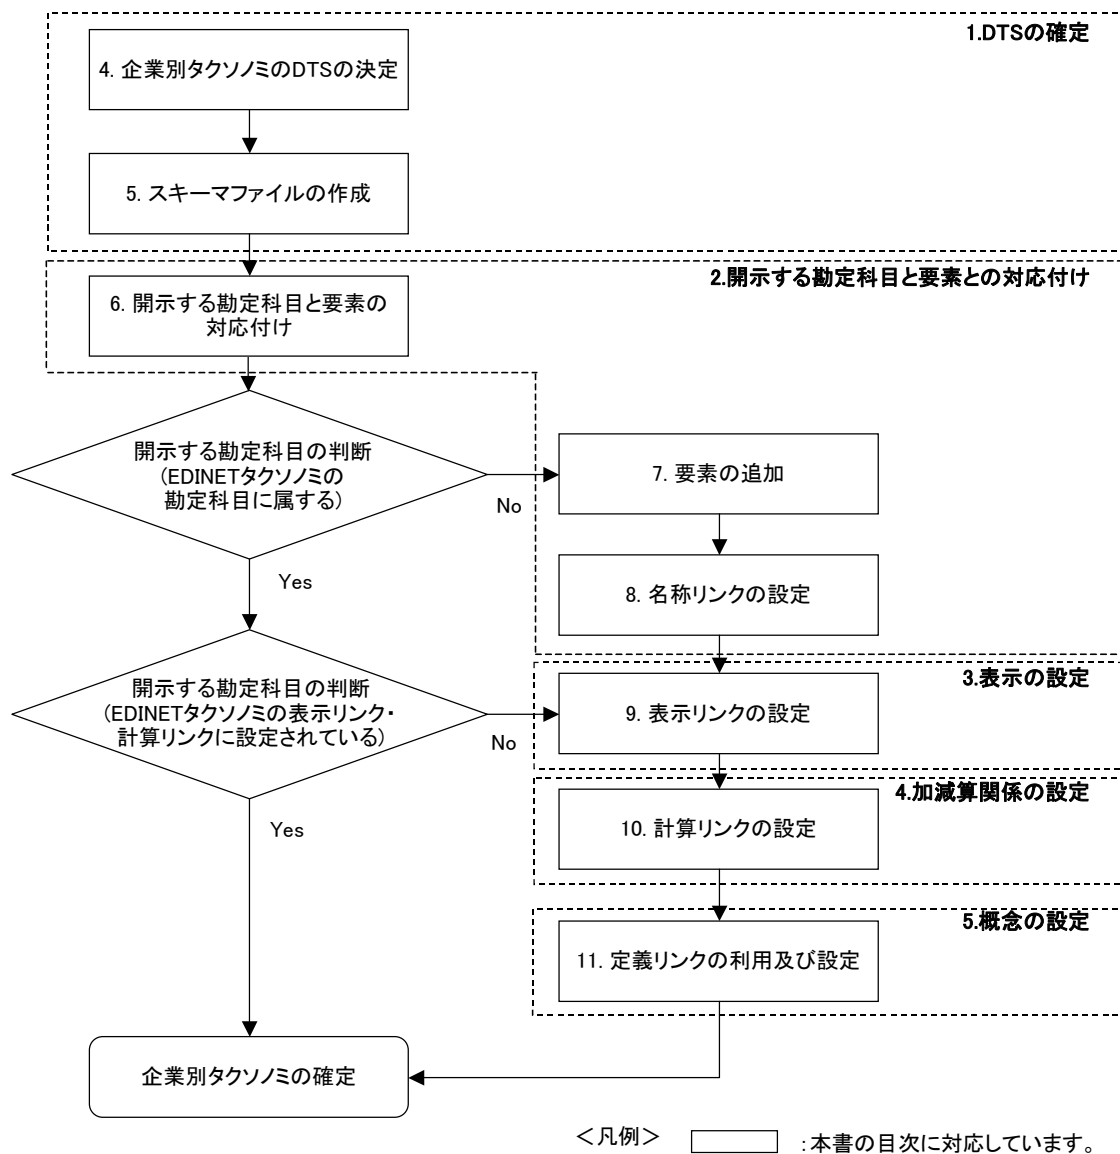 1.DTSの確定
4. 企業別タクソノミのDTSの決定
5. スキーマファイルの作成
2.開示する勘定科目と要素との対応付け
6. 開示する勘定科目と要素の
対応付け
開示する勘定科目の判断
(EDINETタクソノミの
勘定科目に属する)
No
Yes
7. 要素の追加
8. 名称リンクの設定
開示する勘定科目の判断
(EDINETタクソノミの表示リンク・
計算リンクに設定されている)
No
Yes
3.表示の設定
9. 表示リンクの設定
4.加減算関係の設定
10. 計算リンクの設定
5.概念の設定
11. 定義リンクの利用及び設定
企業別タクソノミの確定
＜凡例＞
:本書の目次に対応しています。